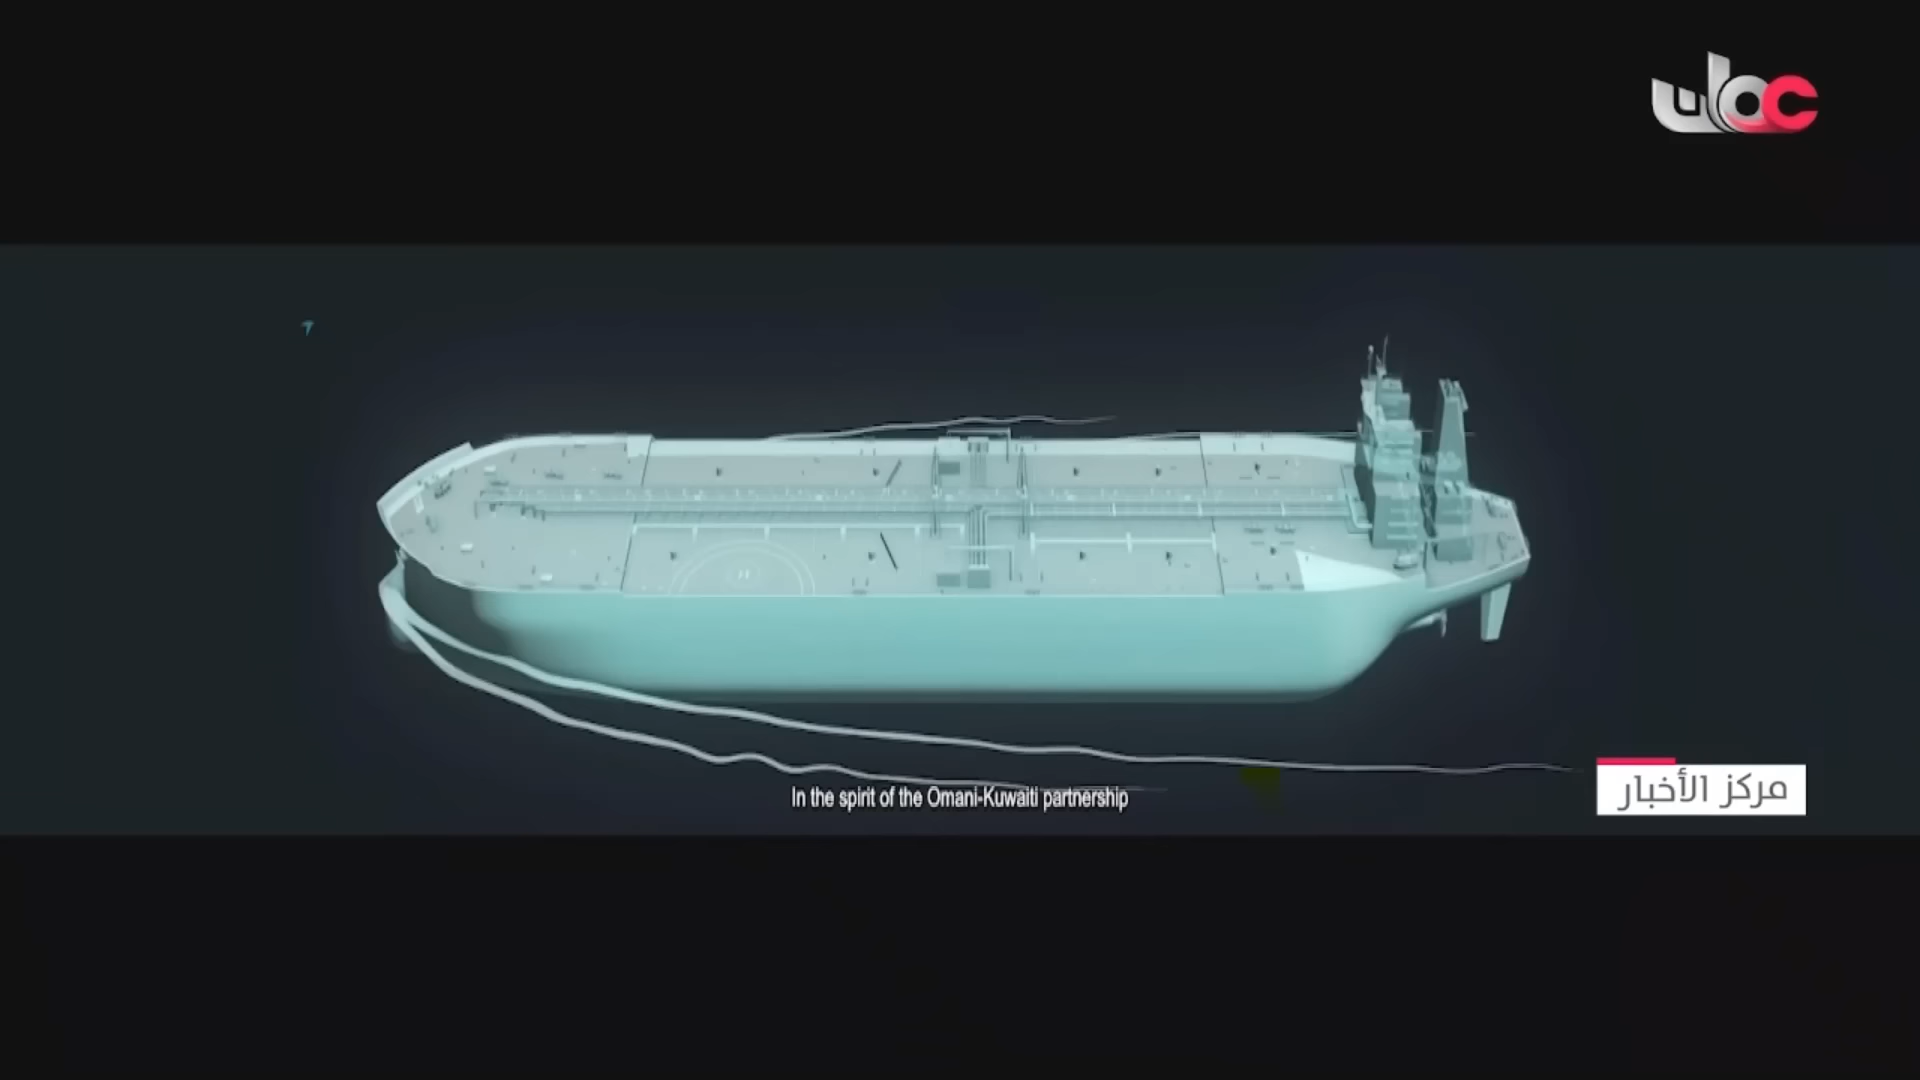 عمان
In the spirit of the Omani-Kuwaiti partnership
مركز الأخبار
H